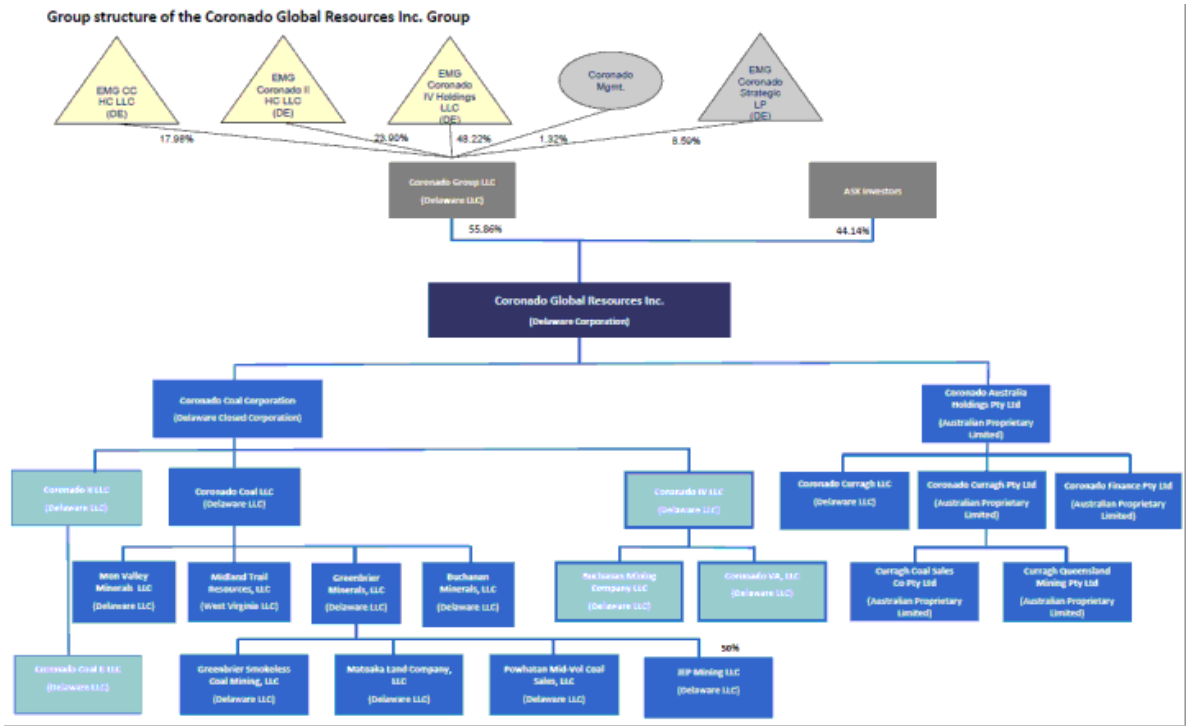 Group structure of the Coronado Global Resources Inc. Group
EMG CC
HC LLC
(DE)
EMG
Coronado II
HC LLC
(DE)
EMG
Coronado
IV Holdings
LLC
(DE)
Coronado
Mgmt.
EMG
Coronado
Strategic
LP
(DE)
17.98%
23.90%
48.22%
1.32%
8.59%
Coronado Group LLC
(Delaware LLC)
ASX Investors
55.86%
44.14%
Coronado Global Resources Inc.
(Delaware Corporation)
Coronado Coal Corporation
(Delaware Closed Corporation)
Coronado Australia
Holdings Pty Ltd
(Australian Proprietary
Limited)
Coronado II LLC
(Delaware LLC)
Coronado Coal LLC
(Delaware LLC)
Coronado IV LLC
(Delaware LLC)
Coronado Curragh LLC
(Delaware LLC)
Coronado Curragh Pty Ltd
(Australian Proprietary
Limited)
Coronado Finance Pty Ltd
(Australian Proprietary
Limited)
Mon Valley
Minerals LLC
(Delaware LLC)
Midland Trail
Resources, LLC
(West Virginia LLC)
Greenbrier
Minerals, LLC
(Delaware LLC)
Buchanan
Minerals, LLC
(Delaware LLC)
Buchanan Mining
Company LLC
(Delaware LLC)
Coronado VA, LLC
(Delaware LLC)
Curragh Coal Sales
Co Pty Ltd
(Australian Proprietary
Limited)
Curragh Queensland
Mining Pty Ltd
(Australian Proprietary
Limited)
Coronado Coal II LLC
(Delaware LLC)
Greenbrier Smokeless
Coal Mining, LLC
(Delaware LLC)
Matoaka Land Company,
LLC
(Delaware LLC)
Powhatan Mid-Vol Coal
Sales, LLC
(Delaware LLC)
50%
JEP Mining LLC
(Delaware LLC)